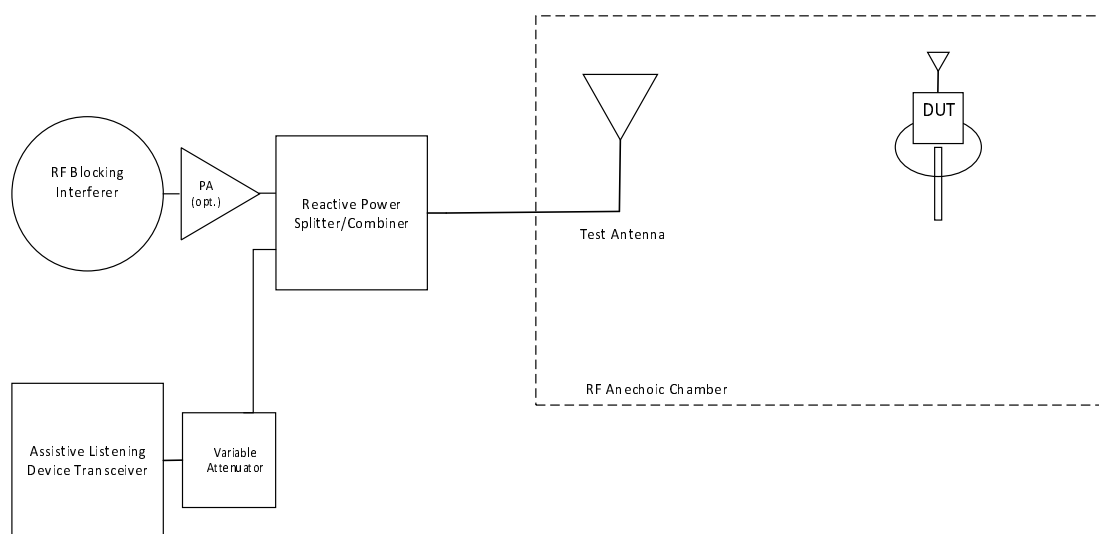 RF Blocking
Interferer
PA
(opt.)
Reactive Power
Splitter/Combiner
DUT
Test Antenna
RF Anechoic Chamber
Assistive Listening
Device Transceiver
Variable
Attenuator